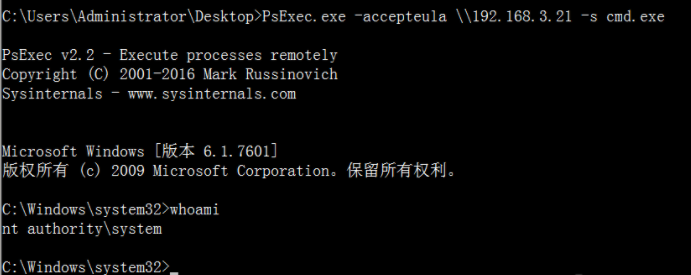 C:\Users\Administrator\Desktop>PsExec.exe -accepteula \\192.168.3.21 -s cmd.exe
PsExec v2.2 - Execute processes remotely
Copyright (C) 2001-2016 Mark Russinovich
Sysinternals - www.sysinternals.com
Microsoft Windows [版本 6.1.7601]
版权所有 (c) 2009 Microsoft Corporation。保留所有权利。
C:\Windows\system32>whoami
nt authority\system
C:\Windows\system32>